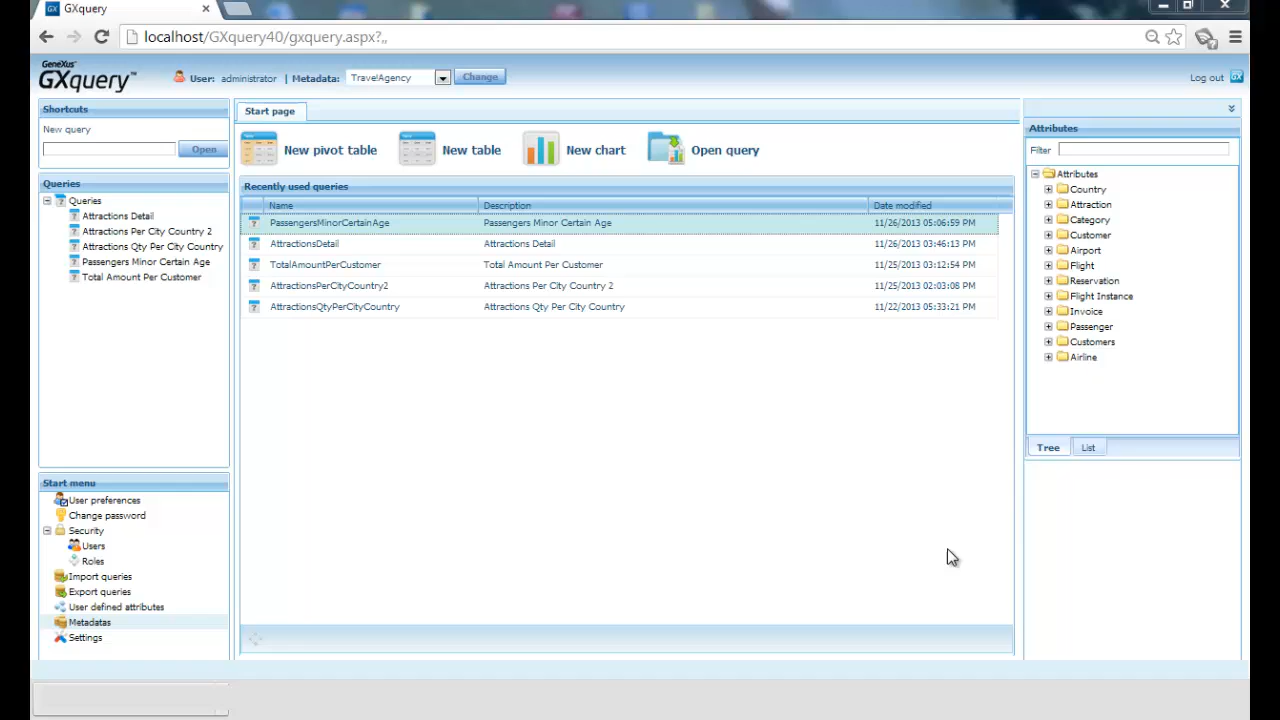 GXquery
localhost/GXquery40/gxquery.aspx?,,
GeneXus
GXquery™
User: administrator | Metadata: TravelAgency Change
Log out
Shortcuts
New query
Open
Queries
Queries
Attractions Detail
Attractions Per City Country 2
Attractions Qty Per City Country
Passengers Minor Certain Age
Total Amount Per Customer
Start menu
User preferences
Change password
Security
Users
Roles
Import queries
Export queries
User defined attributes
Metadatas
Settings
Start page
New pivot table New table New chart Open query
Recently used queries
Name Description Date modified
PassengersMinorCertainAge Passengers Minor Certain Age 11/26/2013 05:06:59 PM
AttractionsDetail Attractions Detail 11/26/2013 03:46:13 PM
TotalAmountPerCustomer Total Amount Per Customer 11/25/2013 03:12:54 PM
AttractionsPerCityCountry2 Attractions Per City Country 2 11/25/2013 02:03:08 PM
AttractionsQtyPerCityCountry Attractions Qty Per City Country 11/22/2013 05:33:21 PM
Attributes
Filter
Attributes
Country
Attraction
Category
Customer
Airport
Flight
Reservation
Flight Instance
Invoice
Passenger
Customers
Airline
Tree List